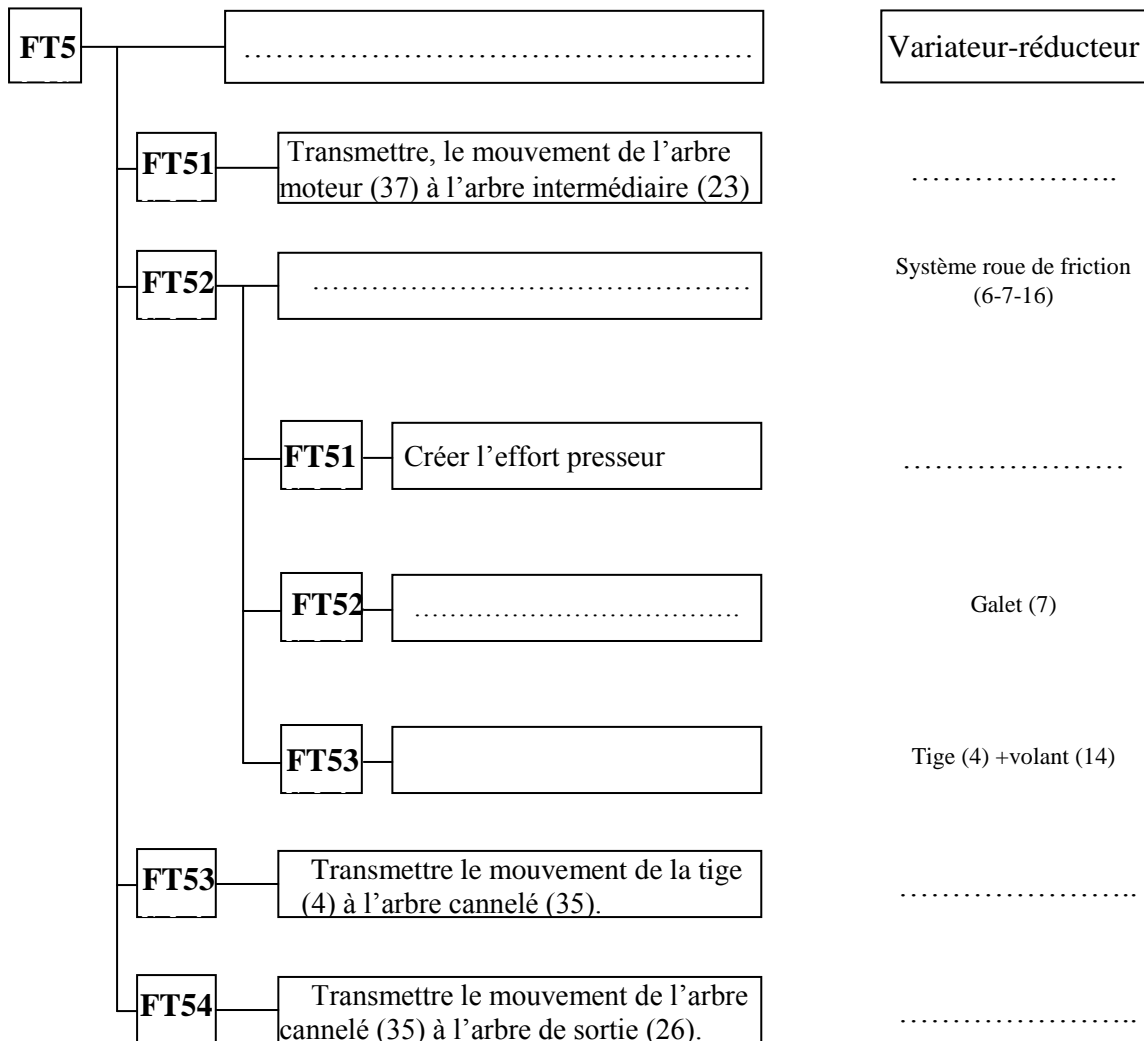 FT5
……………………………………………
Variateur-réducteur
FT51
Transmettre, le mouvement de l’arbre
moteur (37) à l’arbre intermédiaire (23)
………………..
FT52
………………………………………
Système roue de friction
(6-7-16)
FT51
Créer l’effort presseur
…………………
FT52
……………………………….
Galet (7)
FT53
Tige (4) +volant (14)
FT53
Transmettre le mouvement de la tige
(4) à l’arbre cannelé (35).
…………………..
FT54
Transmettre le mouvement de l’arbre
cannelé (35) à l’arbre de sortie (26).
…………………..